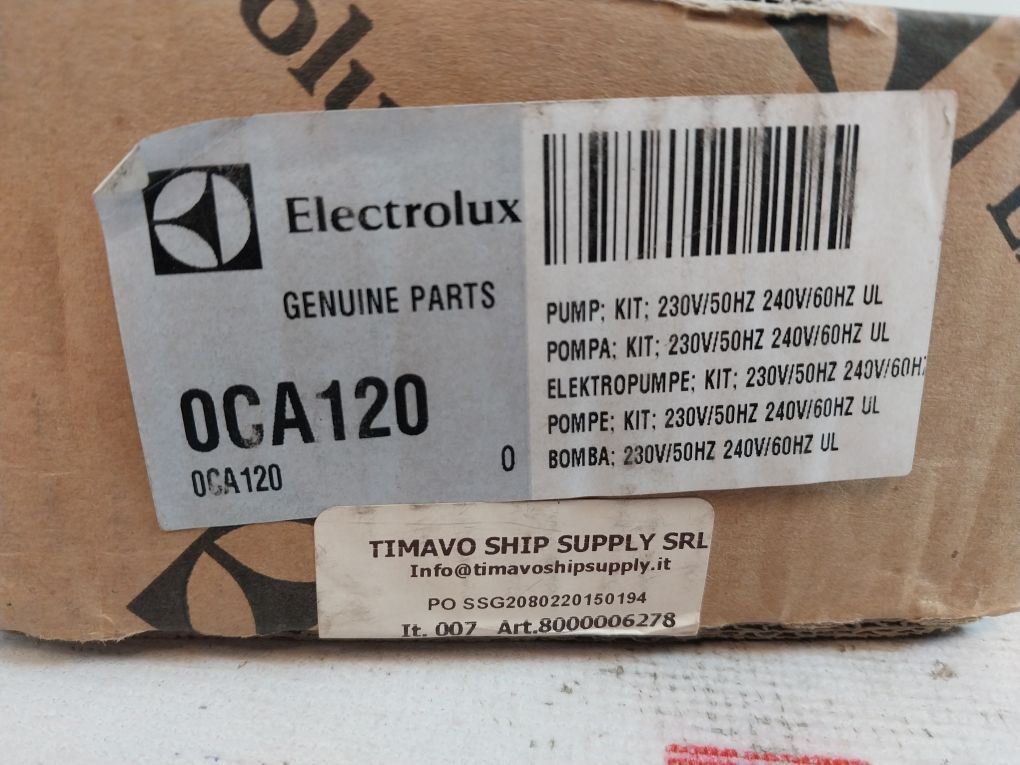 olu
Electrolux
GENUINE PARTS
0CA120
0CA120
0
PUMP; KIT; 230V/50HZ 240V/60HZ UL
POMPA; KIT; 230V/50HZ 240V/60HZ UL
ELEKTROPUMPE; KIT; 230V/50HZ 240V/60HZ
POMPE; KIT; 230V/50HZ 240V/60HZ UL
BOMBA; 230V/50HZ 240V/60HZ UL
TIMAVO SHIP SUPPLY SRL
Info@timavoshipsupply.it
PO SSG2080220150194
It. 007 Art.8000006278